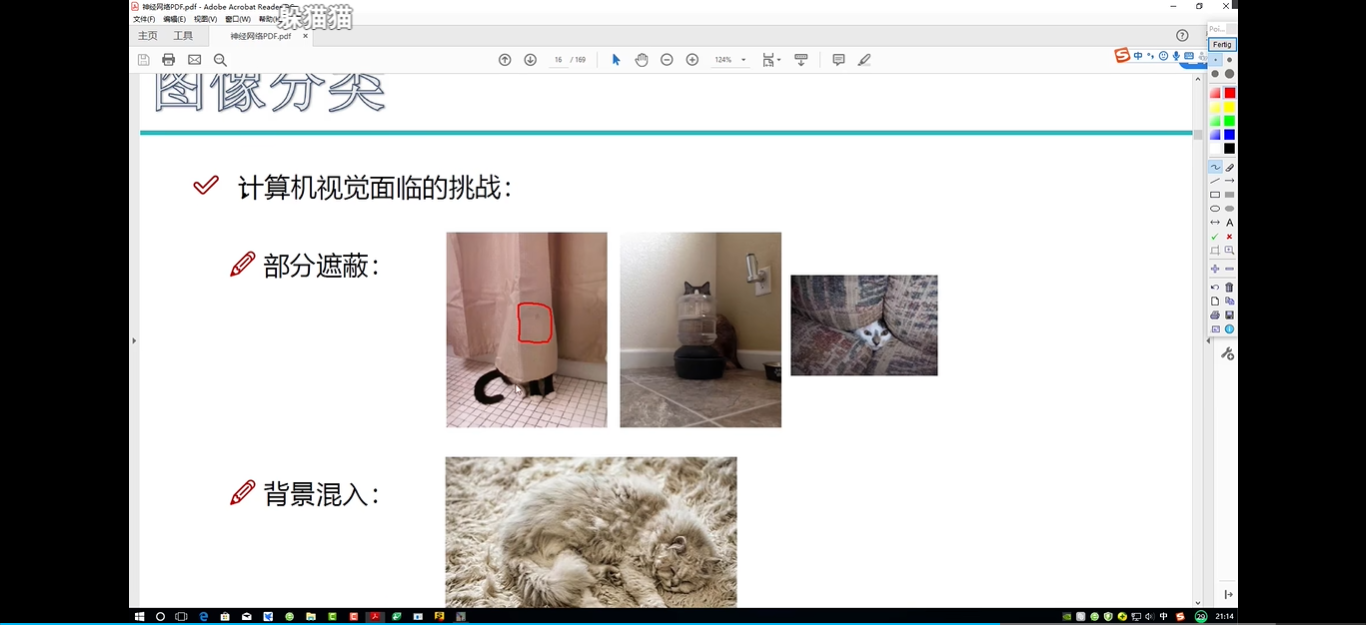 神经网络PDF.pdf - Adobe Acrobat Reader DC
文件(F) 编辑(E) 视图(V) 窗口(W) 帮助(H)
躲猫猫
主页 工具 神经网络PDF.pdf ×
16 / 169 124%
中
Fertig
图像分类
计算机视觉面临的挑战：
部分遮蔽：
背景混入：
中 29 21:14